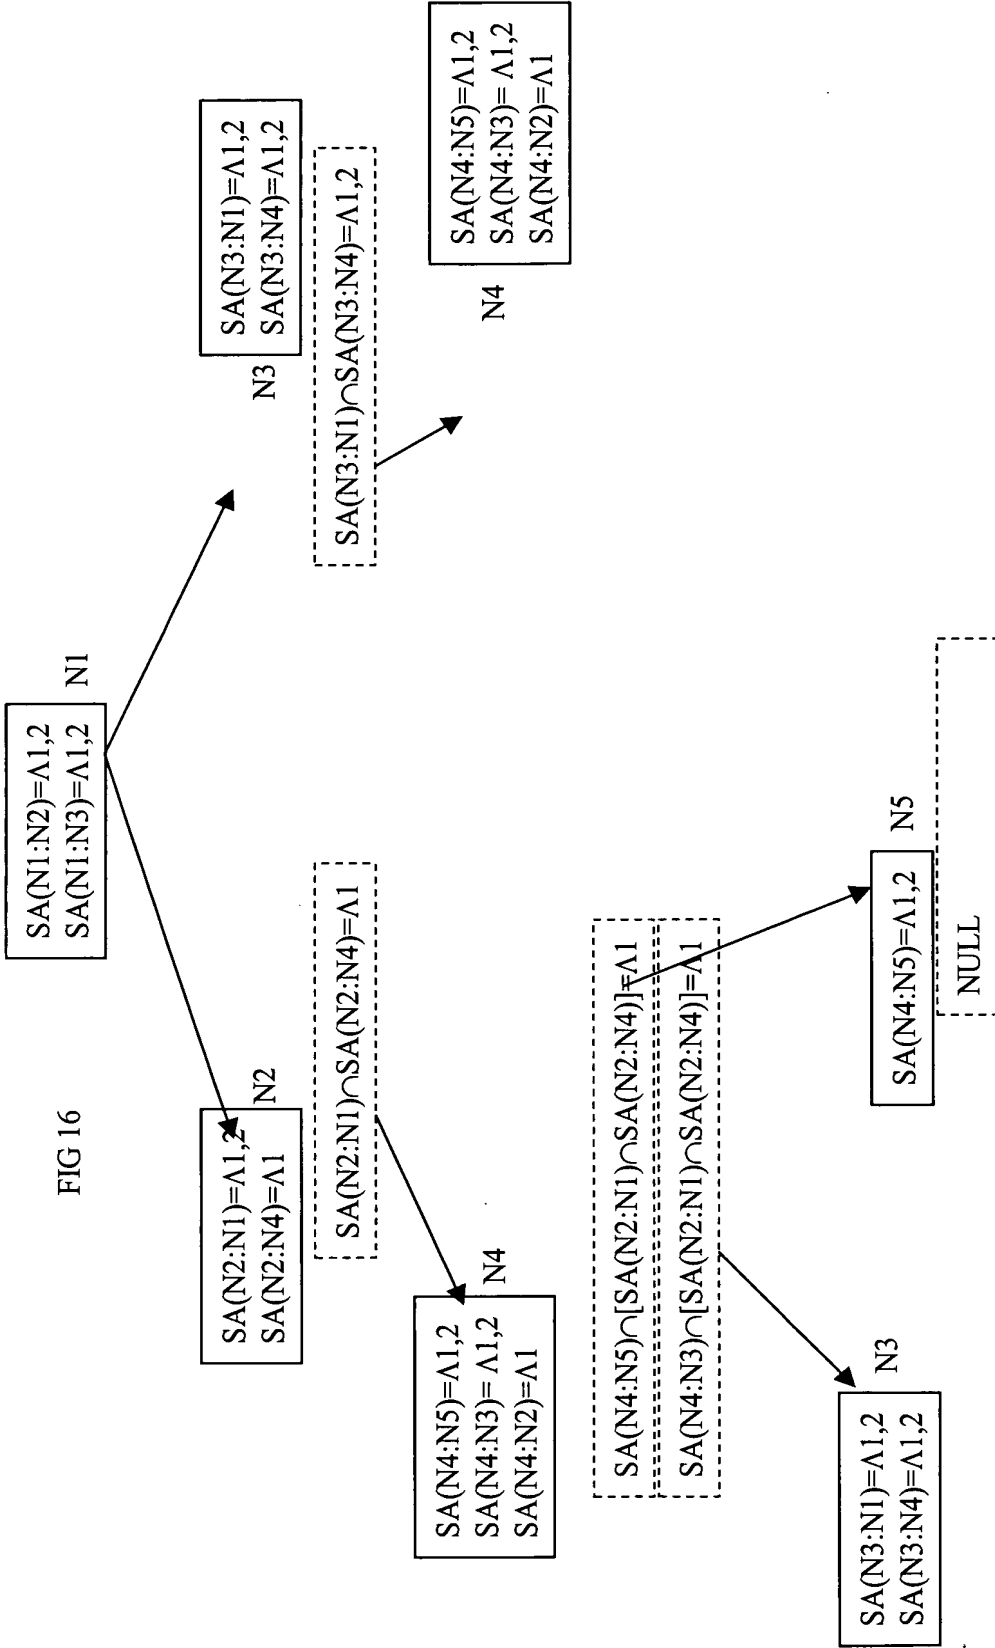 FIG 16
SA(N1:N2)=Λ1,2
SA(N1:N3)=Λ1,2
N1
SA(N2:N1)=Λ1,2
SA(N2:N4)=Λ1
N2
SA(N2:N1)∩SA(N2:N4)=Λ1
N3
SA(N3:N1)=Λ1,2
SA(N3:N4)=Λ1,2
SA(N3:N1)∩SA(N3:N4)=Λ1,2
SA(N4:N5)=Λ1,2
SA(N4:N3)= Λ1,2
SA(N4:N2)=Λ1
N4
N4
SA(N4:N5)=Λ1,2
SA(N4:N3)= Λ1,2
SA(N4:N2)=Λ1
SA(N4:N5)∩[SA(N2:N1)∩SA(N2:N4)]=Λ1
SA(N4:N3)∩[SA(N2:N1)∩SA(N2:N4)]=Λ1
SA(N3:N1)=Λ1,2
SA(N3:N4)=Λ1,2
N3
SA(N4:N5)=Λ1,2
N5
NULL